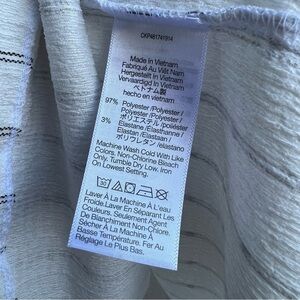 CKP481741914
Made in Vietnam
Fabriqué Au Viêt Nam
Hergestellt in Vietnam
Vervaardigd In Vietnam
ベトナム製
hecho en vietnam
97% Polyester /Polyester /
Polyester /Polyester /
ポリエステル /poliéster
3% Elastane /Elasthanne /
Elastan /Elastaan /
ポリウレタン /elastano
Machine Wash Cold With Like
Colors, Non-Chlorine Bleach
Only. Tumble Dry Low. Iron
On Lowest Setting.
Laver À La Machine À L'eau
Froide.Laver En Séparant Les
Couleurs. Seulement Agent
De Blanchiment Non-Chlore.
Sécher À La Machine À
Basse Température. Fer Au
Réglage Le Plus Bas.